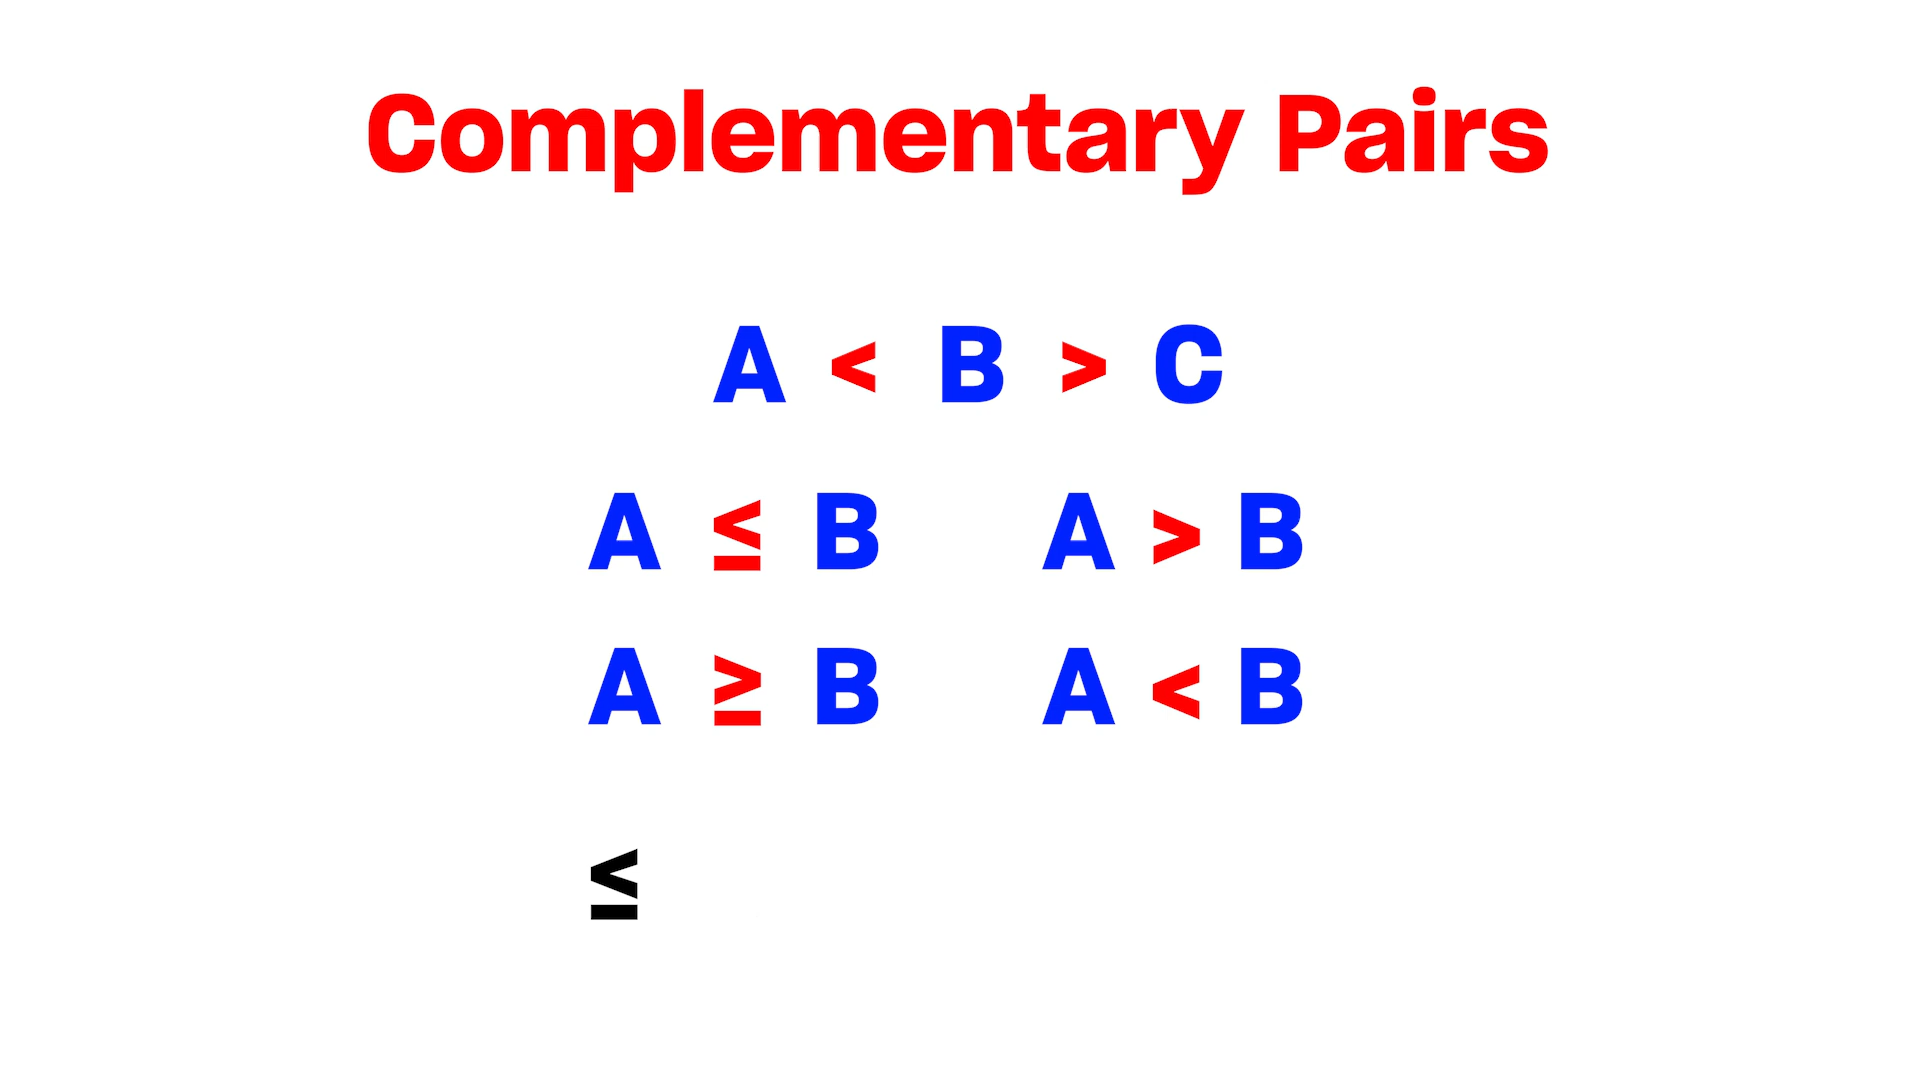 Complementary Pairs
A < B > C
A ≤ B A > B
A ≥ B A < B
≤